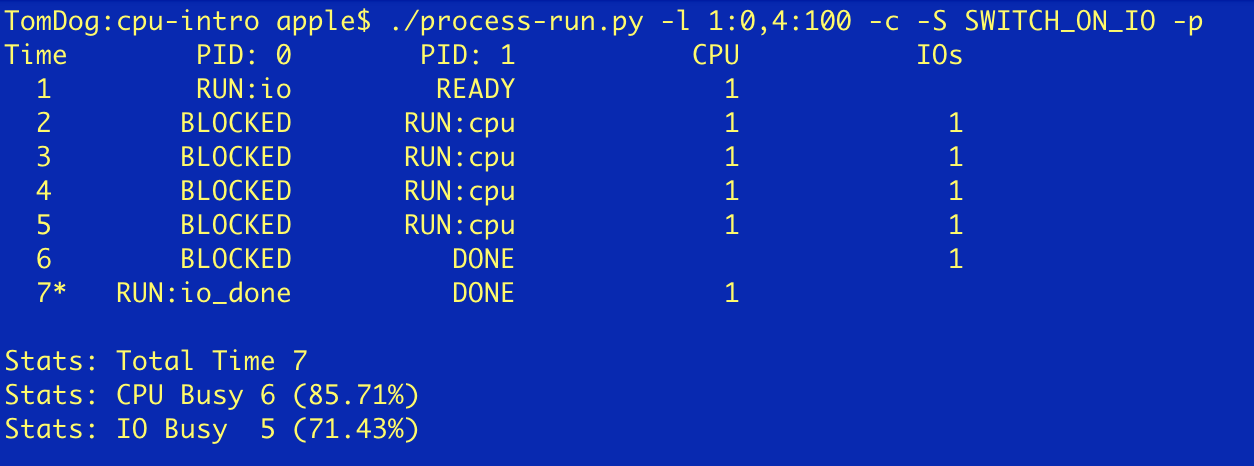 TomDog:cpu-intro apple$ ./process-run.py -l 1:0,4:100 -c -S SWITCH_ON_IO -p
Time        PID: 0        PID: 1           CPU           IOs
  1         RUN:io         READY             1
  2        BLOCKED       RUN:cpu             1             1
  3        BLOCKED       RUN:cpu             1             1
  4        BLOCKED       RUN:cpu             1             1
  5        BLOCKED       RUN:cpu             1             1
  6        BLOCKED          DONE                           1
  7*   RUN:io_done          DONE             1

Stats: Total Time 7
Stats: CPU Busy 6 (85.71%)
Stats: IO Busy  5 (71.43%)